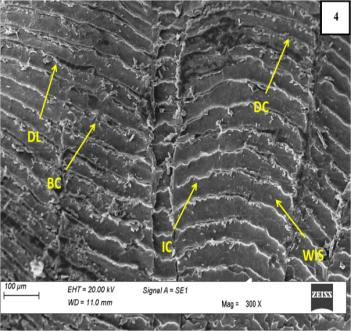 4
DL
BC
DC
IC
WIS
100 µm
EHT = 20.00 kV
Signal A = SE1
WD = 11.0 mm
Mag = 300 X
ZEISS